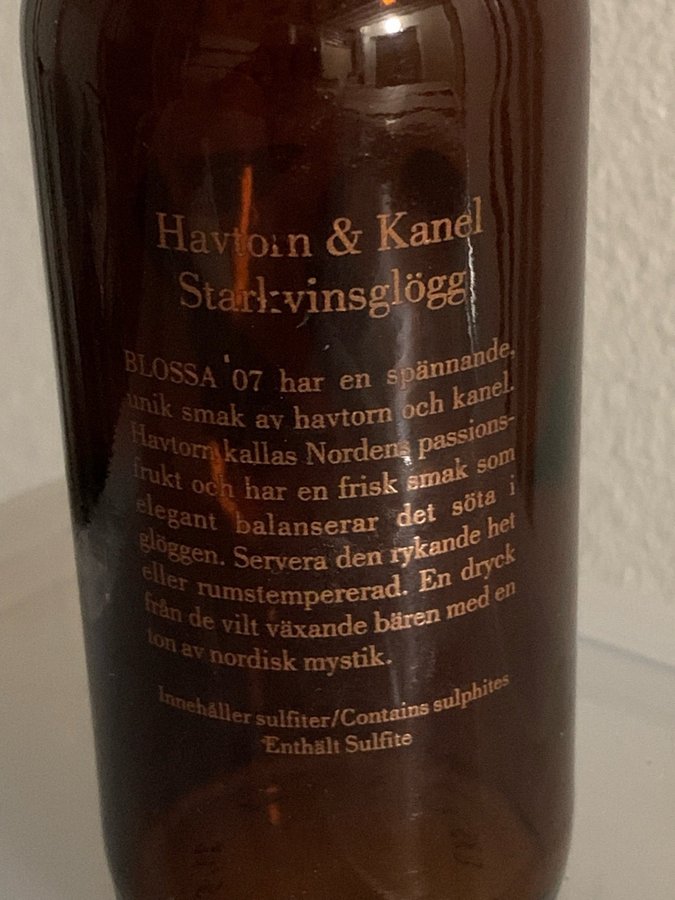 Havtorn & Kanel
Starkvinsglögg
BLOSSA '07 har en spännande,
unik smak av havtorn och kanel.
Havtorn kallas Nordens passions-
frukt och har en frisk smak som
elegant balanserar det söta i
glöggen. Servera den rykande het
eller rumstempererad. En dryck
från de vilt växande bären med en
ton av nordisk mystik.
Innehåller sulfiter/Contains sulphites
Enthält Sulfite